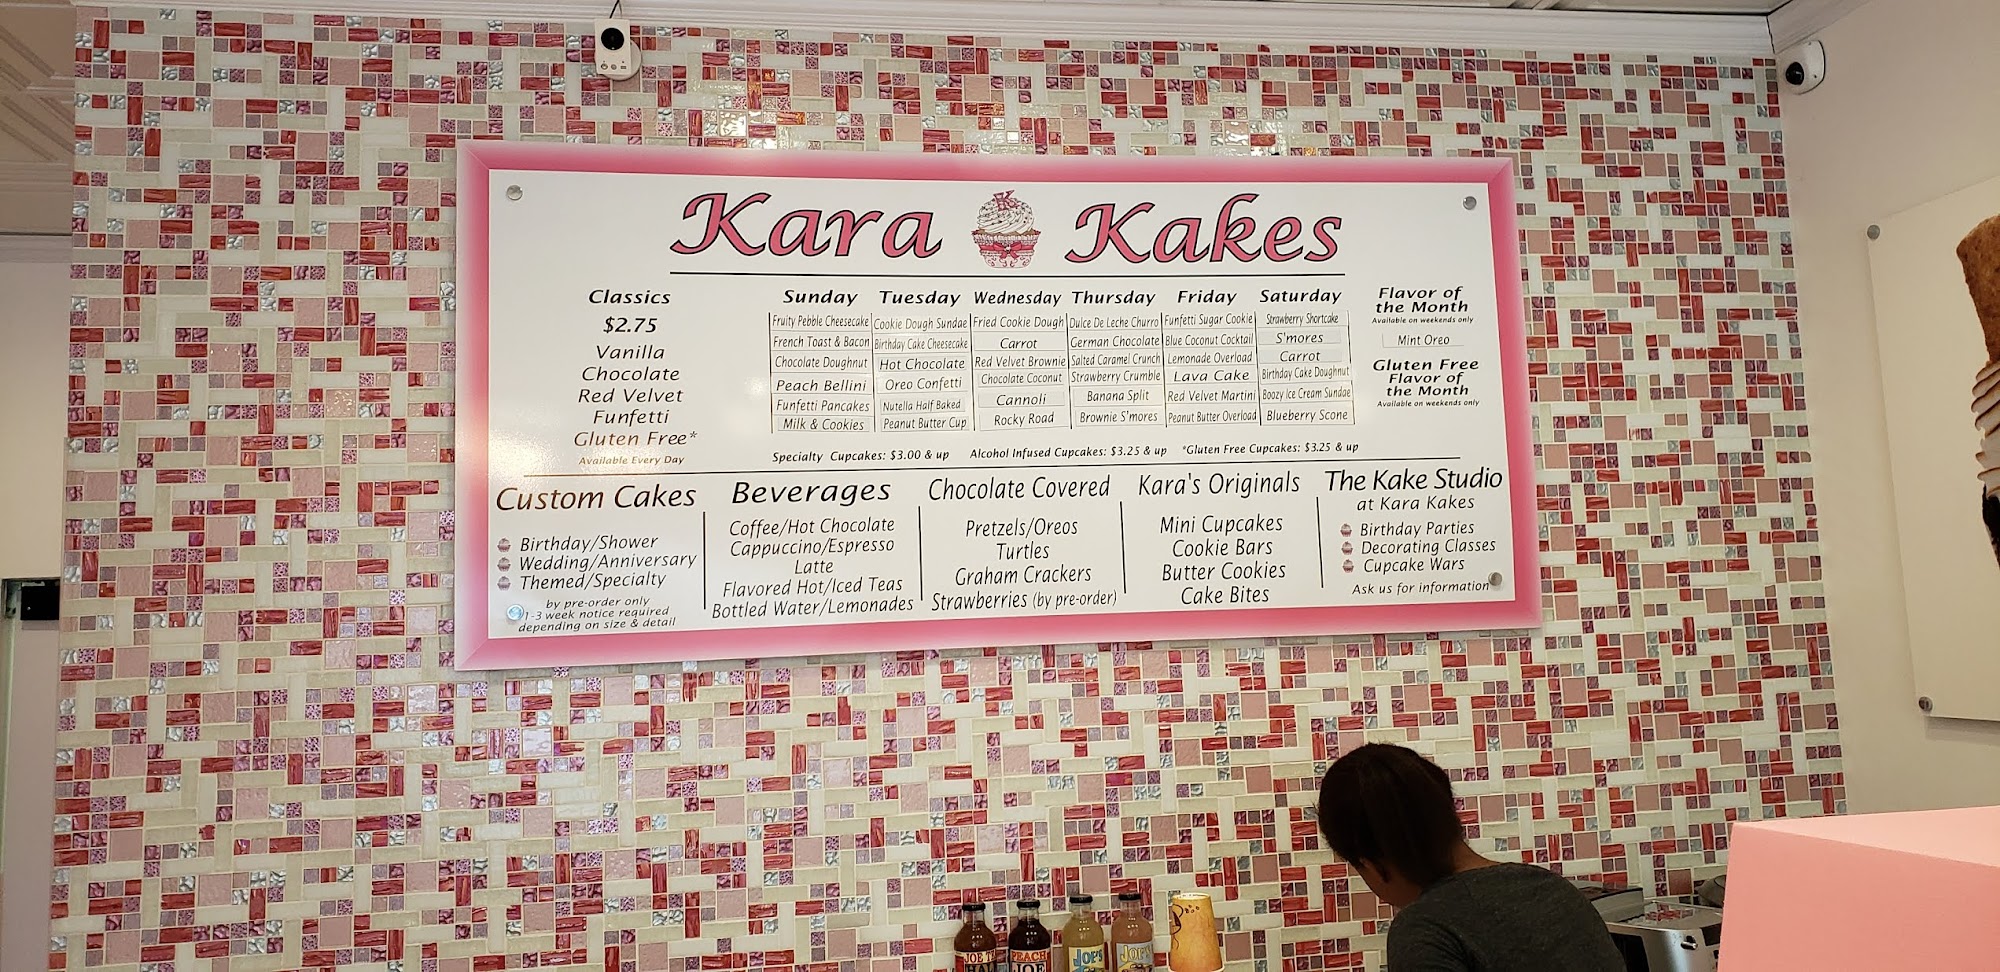 Kara Kakes
Classics
$2.75
Vanilla
Chocolate
Red Velvet
Funfetti
Gluten Free*
Available Every Day
Sunday
Fruity Pebble Cheesecake
French Toast & Bacon
Chocolate Doughnut
Peach Bellini
Funfetti Pancakes
Milk & Cookies
Tuesday
Cookie Dough Sundae
Birthday Cake Cheesecake
Hot Chocolate
Oreo Confetti
Nutella Half Baked
Peanut Butter Cup
Wednesday
Fried Cookie Dough
Carrot
Red Velvet Brownie
Chocolate Coconut
Cannoli
Rocky Road
Thursday
Dulce De Leche Churro
German Chocolate
Salted Caramel Crunch
Strawberry Crumble
Banana Split
Brownie S'mores
Friday
Funfetti Sugar Cookie
Blue Coconut Cocktail
Lemonade Overload
Lava Cake
Red Velvet Martini
Peanut Butter Overload
Saturday
Strawberry Shortcake
S'mores
Carrot
Birthday Cake Doughnut
Boozy Ice Cream Sundae
Blueberry Scone
Flavor of
the Month
Available on weekends only
Mint Oreo
Gluten Free
Flavor of
the Month
Available on weekends only
Specialty Cupcakes: $3.00 & up Alcohol Infused Cupcakes: $3.25 & up *Gluten Free Cupcakes: $3.25 & up
Custom Cakes
Birthday/Shower
Wedding/Anniversary
Themed/Specialty
by pre-order only
1-3 week notice required
depending on size & detail
Beverages
Coffee/Hot Chocolate
Cappuccino/Espresso
Latte
Flavored Hot/Iced Teas
Bottled Water/Lemonades
Chocolate Covered
Pretzels/Oreos
Turtles
Graham Crackers
Strawberries (by pre-order)
Kara's Originals
Mini Cupcakes
Cookie Bars
Butter Cookies
Cake Bites
The Kake Studio
at Kara Kakes
Birthday Parties
Decorating Classes
Cupcake Wars
Ask us for information
JOE
HAL
PEACH
JOE
JOE'S
JOE'S